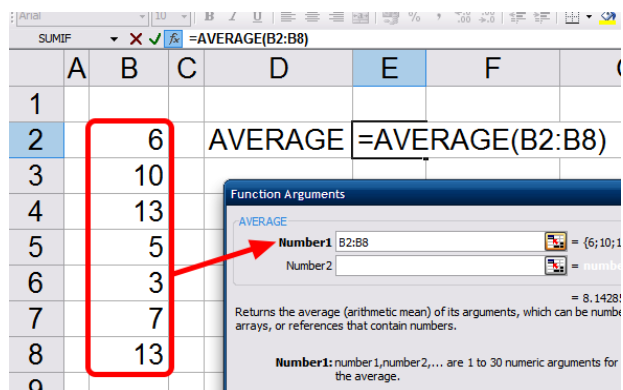 Arial 10 B I U %
SUMIF =AVERAGE(B2:B8)
A B C D E F
1
2 6 AVERAGE =AVERAGE(B2:B8)
3 10
4 13
5 5
6 3
7 7
8 13
9
Function Arguments
AVERAGE
Number1 B2:B8 = {6;10;1
Number2 = numbe
= 8.14285
Returns the average (arithmetic mean) of its arguments, which can be numbe
arrays, or references that contain numbers.
Number1: number1,number2,... are 1 to 30 numeric arguments for
the average.